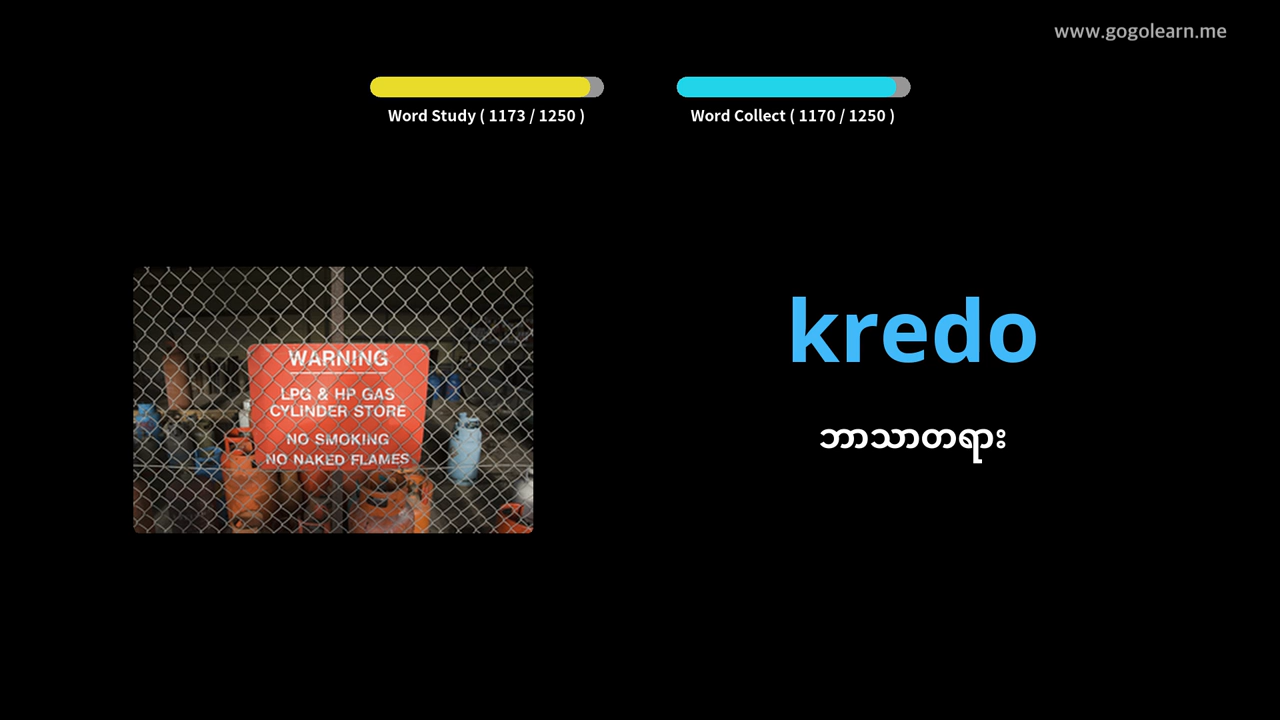 www.gogolearn.me
Word Study ( 1173 / 1250 )
Word Collect ( 1170 / 1250 )
WARNING
LPG & HP GAS
CYLINDER STORE
NO SMOKING
NO NAKED FLAMES
kredo
ဘာသာတရား